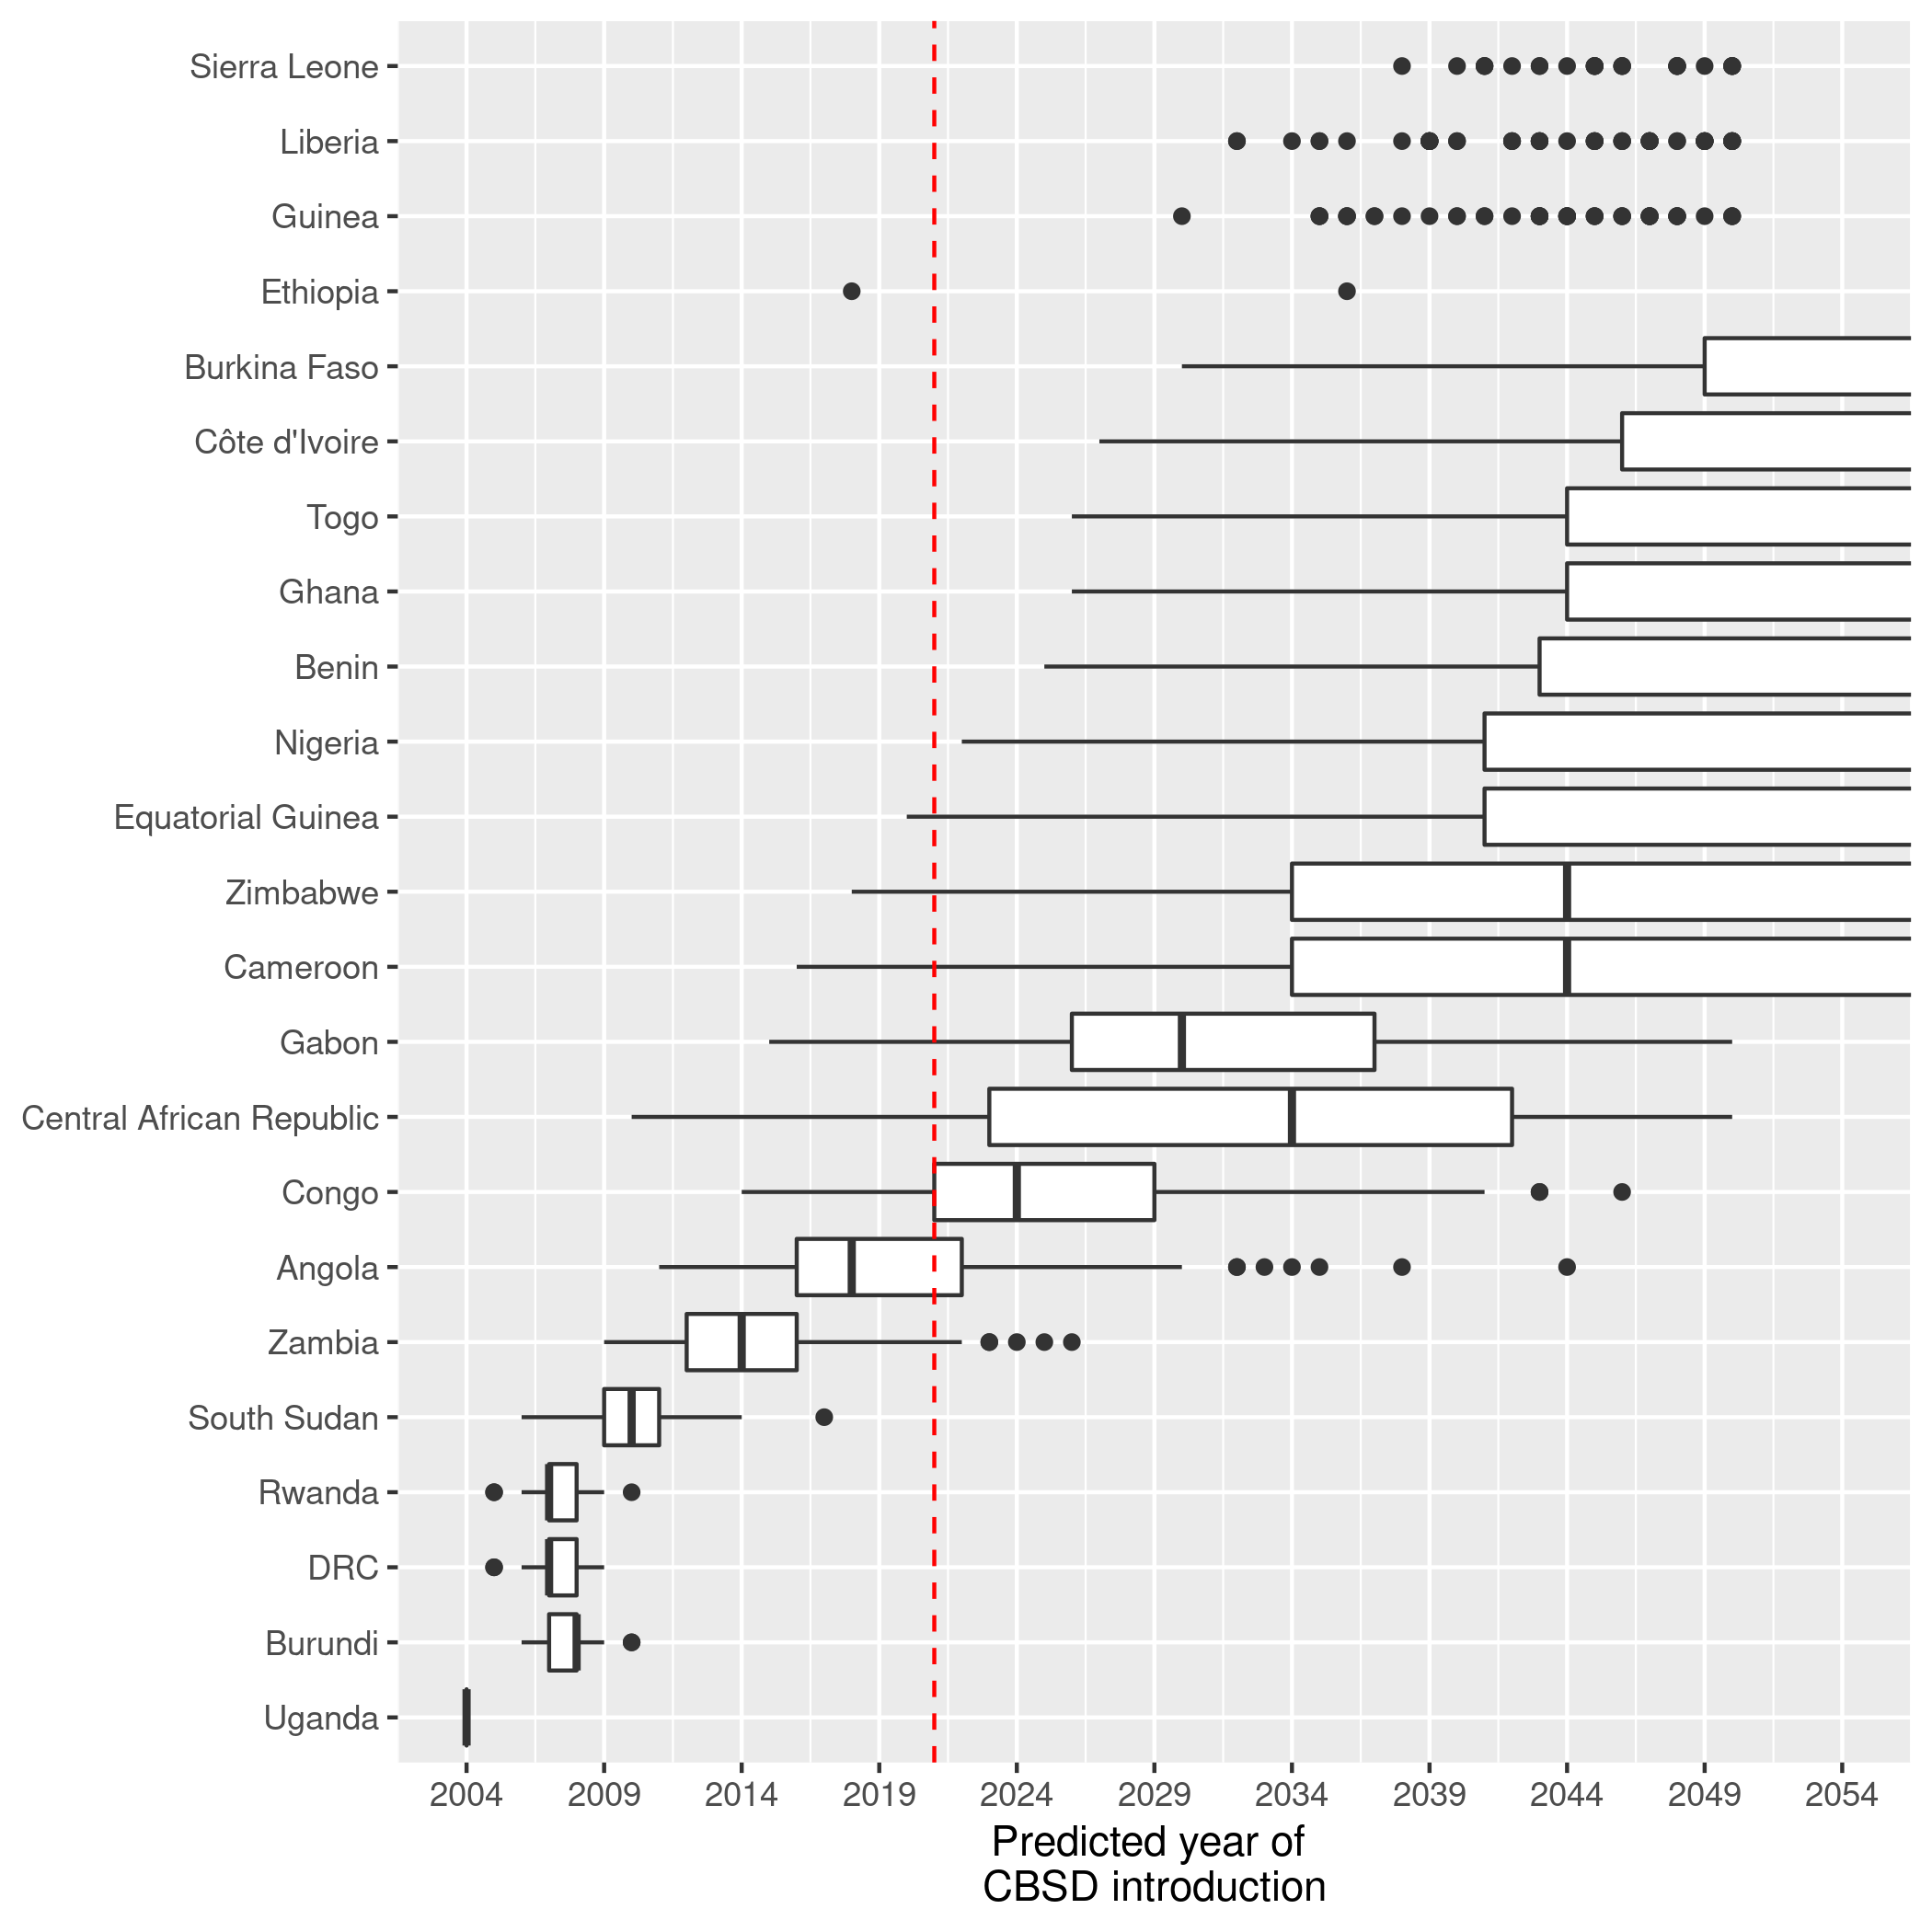 Sierra Leone
Liberia
Guinea
Ethiopia
Burkina Faso
Côte d'Ivoire
Togo
Ghana
Benin
Nigeria
Equatorial Guinea
Zimbabwe
Cameroon
Gabon
Central African Republic
Congo
Angola
Zambia
South Sudan
Rwanda
DRC
Burundi
Uganda
2004 2009 2014 2019 2024 2029 2034 2039 2044 2049 2054
Predicted year of
CBSD introduction